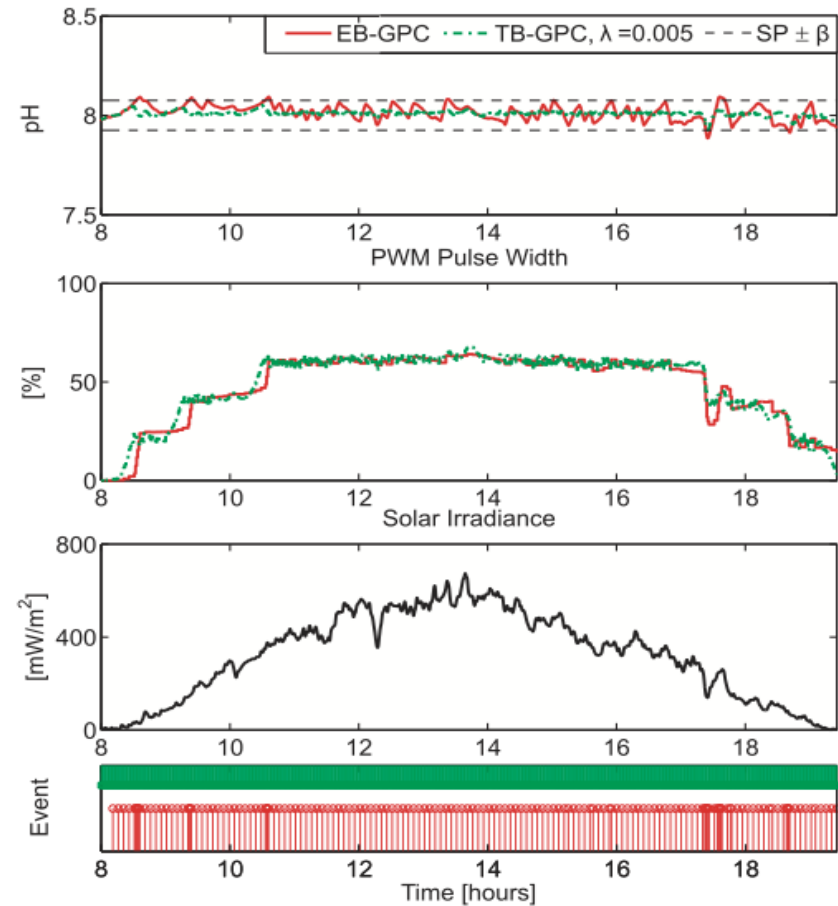 8.5
EB-GPC TB-GPC, λ =0.005 SP ± β
pH
8
7.5
8 10 12 14 16 18
PWM Pulse Width
100
[%]
50
0
8 10 12 14 16 18
Solar Irradiance
800
[mW/m²]
400
0
8 10 12 14 16 18
Event
8 10 12 14 16 18
Time [hours]